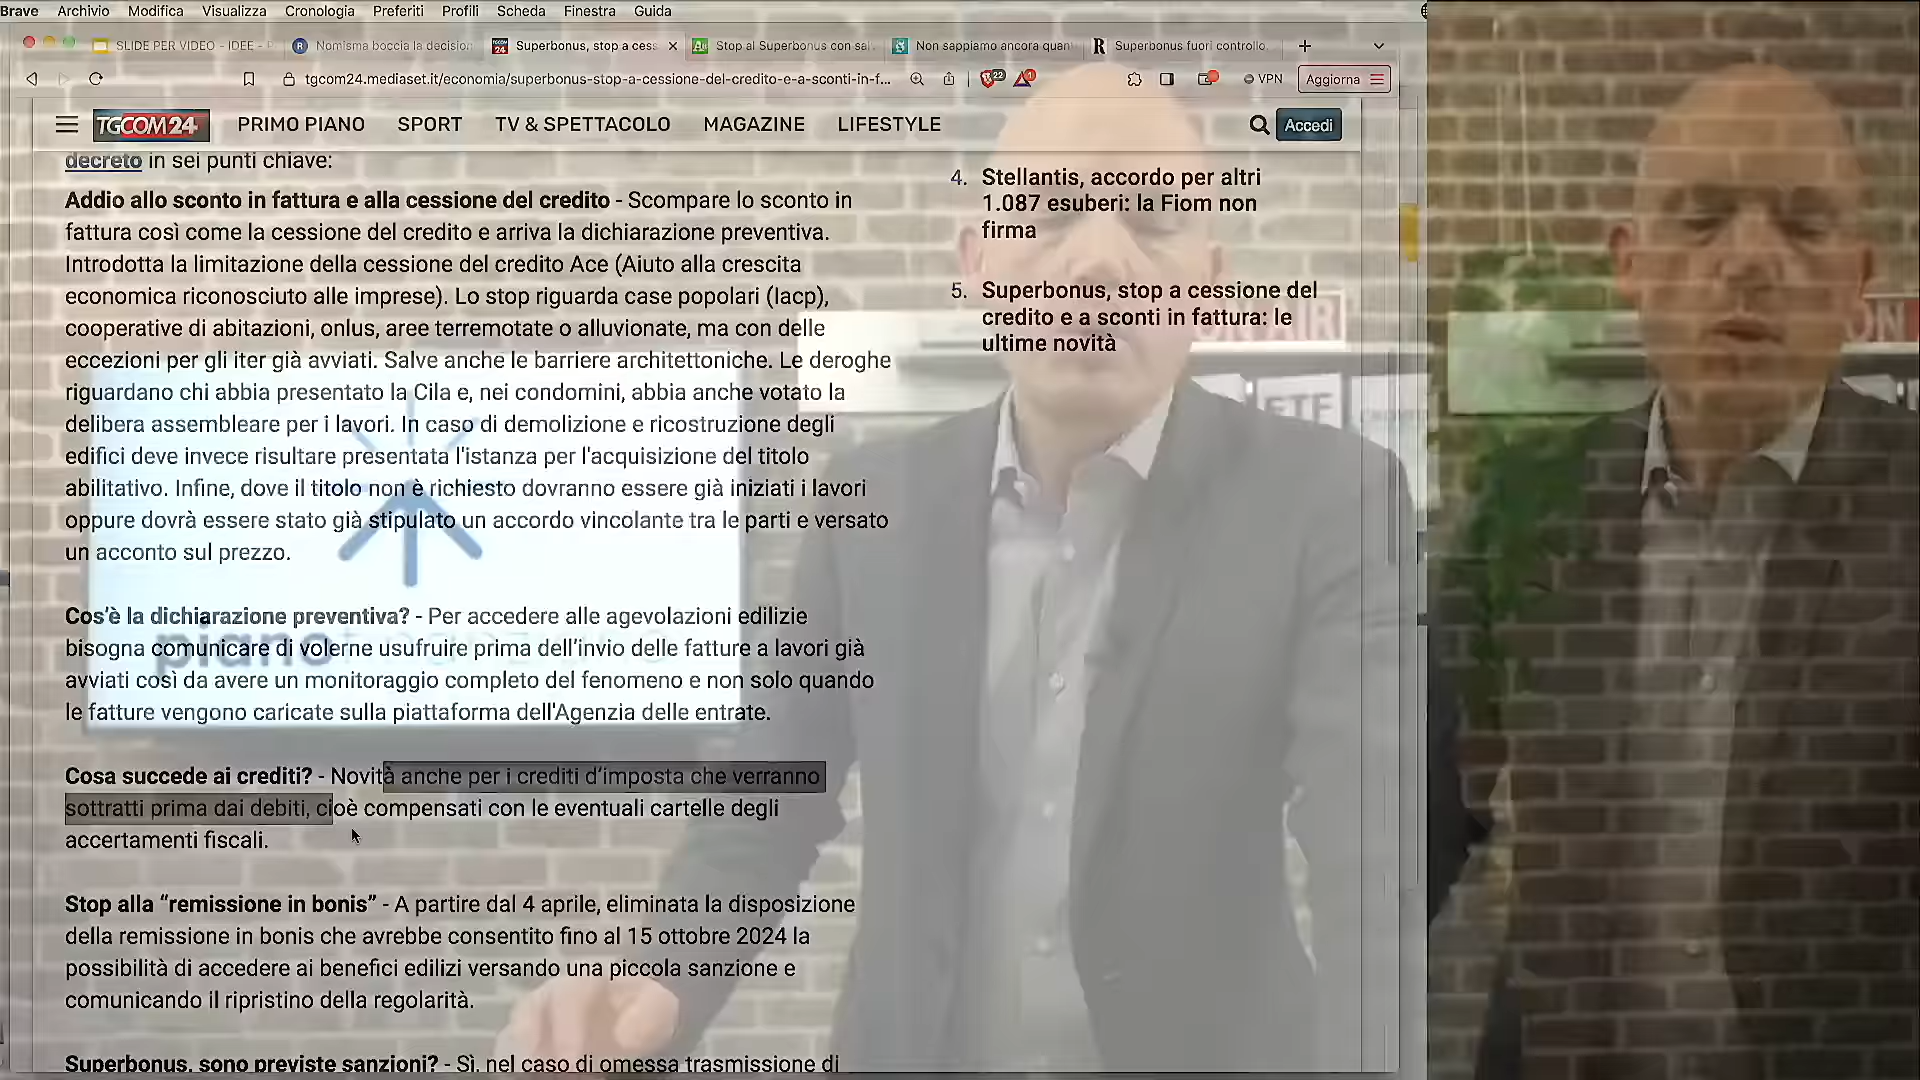 Brave Archivio Modifica Visualizza Cronologia Preferiti Profili Scheda Finestra Guida
SLIDE PER VIDEO - IDEE - Nomisma boccia la decision Superbonus, stop a cess Stop al Superbonus con sal Non sappiamo ancora quan Superbonus fuori controllo.
tgcom24.mediaset.it/economia/superbonus-stop-a-cessione-del-credito-e-a-sconti-in-f... 22 1 VPN Aggiorna
TGCOM24 PRIMO PIANO SPORT TV & SPETTACOLO MAGAZINE LIFESTYLE Accedi
decreto in sei punti chiave:
Addio allo sconto in fattura e alla cessione del credito - Scompare lo sconto in
fattura così come la cessione del credito e arriva la dichiarazione preventiva.
Introdotta la limitazione della cessione del credito Ace (Aiuto alla crescita
economica riconosciuto alle imprese). Lo stop riguarda case popolari (Iacp),
cooperative di abitazioni, onlus, aree terremotate o alluvionate, ma con delle
eccezioni per gli iter già avviati. Salve anche le barriere architettoniche. Le deroghe
riguardano chi abbia presentato la Cila e, nei condomini, abbia anche votato la
delibera assembleare per i lavori. In caso di demolizione e ricostruzione degli
edifici deve invece risultare presentata l'istanza per l'acquisizione del titolo
abilitativo. Infine, dove il titolo non è richiesto dovranno essere già iniziati i lavori
oppure dovrà essere stato già stipulato un accordo vincolante tra le parti e versato
un acconto sul prezzo.
Cos'è la dichiarazione preventiva? - Per accedere alle agevolazioni edilizie
bisogna comunicare di volerne usufruire prima dell'invio delle fatture a lavori già
avviati così da avere un monitoraggio completo del fenomeno e non solo quando
le fatture vengono caricate sulla piattaforma dell'Agenzia delle entrate.
Cosa succede ai crediti? - Novità anche per i crediti d'imposta che verranno
sottratti prima dai debiti, cioè compensati con le eventuali cartelle degli
accertamenti fiscali.
Stop alla “remissione in bonis” - A partire dal 4 aprile, eliminata la disposizione
della remissione in bonis che avrebbe consentito fino al 15 ottobre 2024 la
possibilità di accedere ai benefici edilizi versando una piccola sanzione e
comunicando il ripristino della regolarità.
Superbonus, sono previste sanzioni? - Sì, nel caso di omessa trasmissione di
4. Stellantis, accordo per altri
1.087 esuberi: la Fiom non
firma
5. Superbonus, stop a cessione del
credito e a sconti in fattura: le
ultime novità
piano